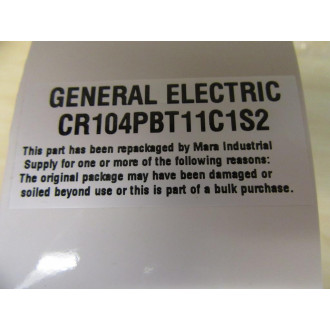 GENERAL ELECTRIC
CR104PBT11C1S2
This part has been repackaged by Mara Industrial
Supply for one or more of the following reasons:
The original package may have been damaged or
soiled beyond use or this is part of a bulk purchase.